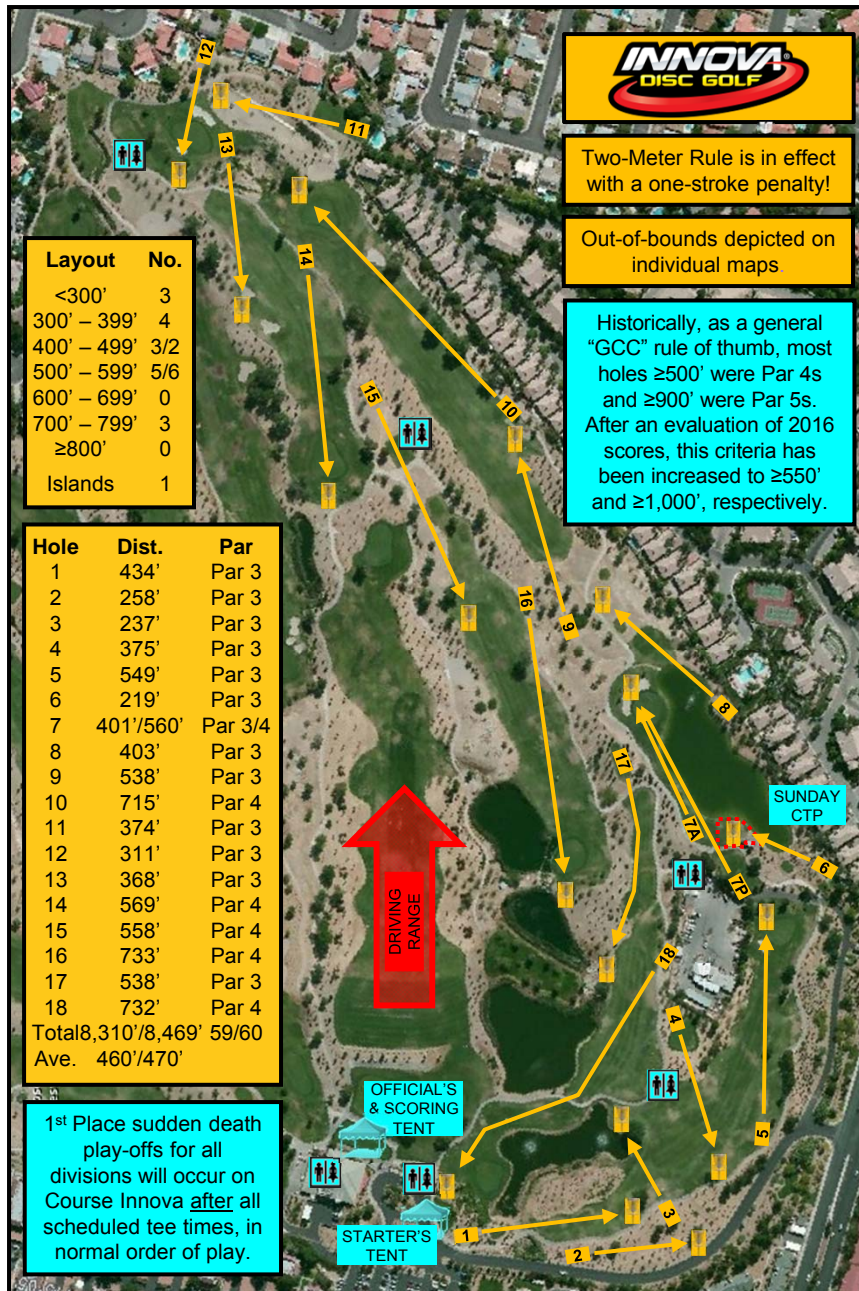 INNOVA®
DISC GOLF
Two-Meter Rule is in effect
with a one-stroke penalty!
Out-of-bounds depicted on
individual maps.
Historically, as a general
“GCC” rule of thumb, most
holes ≥500’ were Par 4s
and ≥900’ were Par 5s.
After an evaluation of 2016
scores, this criteria has
been increased to ≥550’
and ≥1,000’, respectively.
Layout No.
<300’ 3
300’ – 399’ 4
400’ – 499’ 3/2
500’ – 599’ 5/6
600’ – 699’ 0
700’ – 799’ 3
≥800’ 0
Islands 1
Hole Dist. Par
1 434’ Par 3
2 258’ Par 3
3 237’ Par 3
4 375’ Par 3
5 549’ Par 3
6 219’ Par 3
7 401’/560’ Par 3/4
8 403’ Par 3
9 538’ Par 3
10 715’ Par 4
11 374’ Par 3
12 311’ Par 3
13 368’ Par 3
14 569’ Par 4
15 558’ Par 4
16 733’ Par 4
17 538’ Par 3
18 732’ Par 4
Total8,310’/8,469’ 59/60
Ave. 460’/470’
1st Place sudden death
play-offs for all
divisions will occur on
Course Innova after all
scheduled tee times, in
normal order of play.
12
11
13
14
15
10
16
9
8
17
7A
7P
SUNDAY
CTP
6
18
DRIVING
RANGE
4
5
OFFICIAL’S
& SCORING
TENT
STARTER’S
TENT
1
2
3